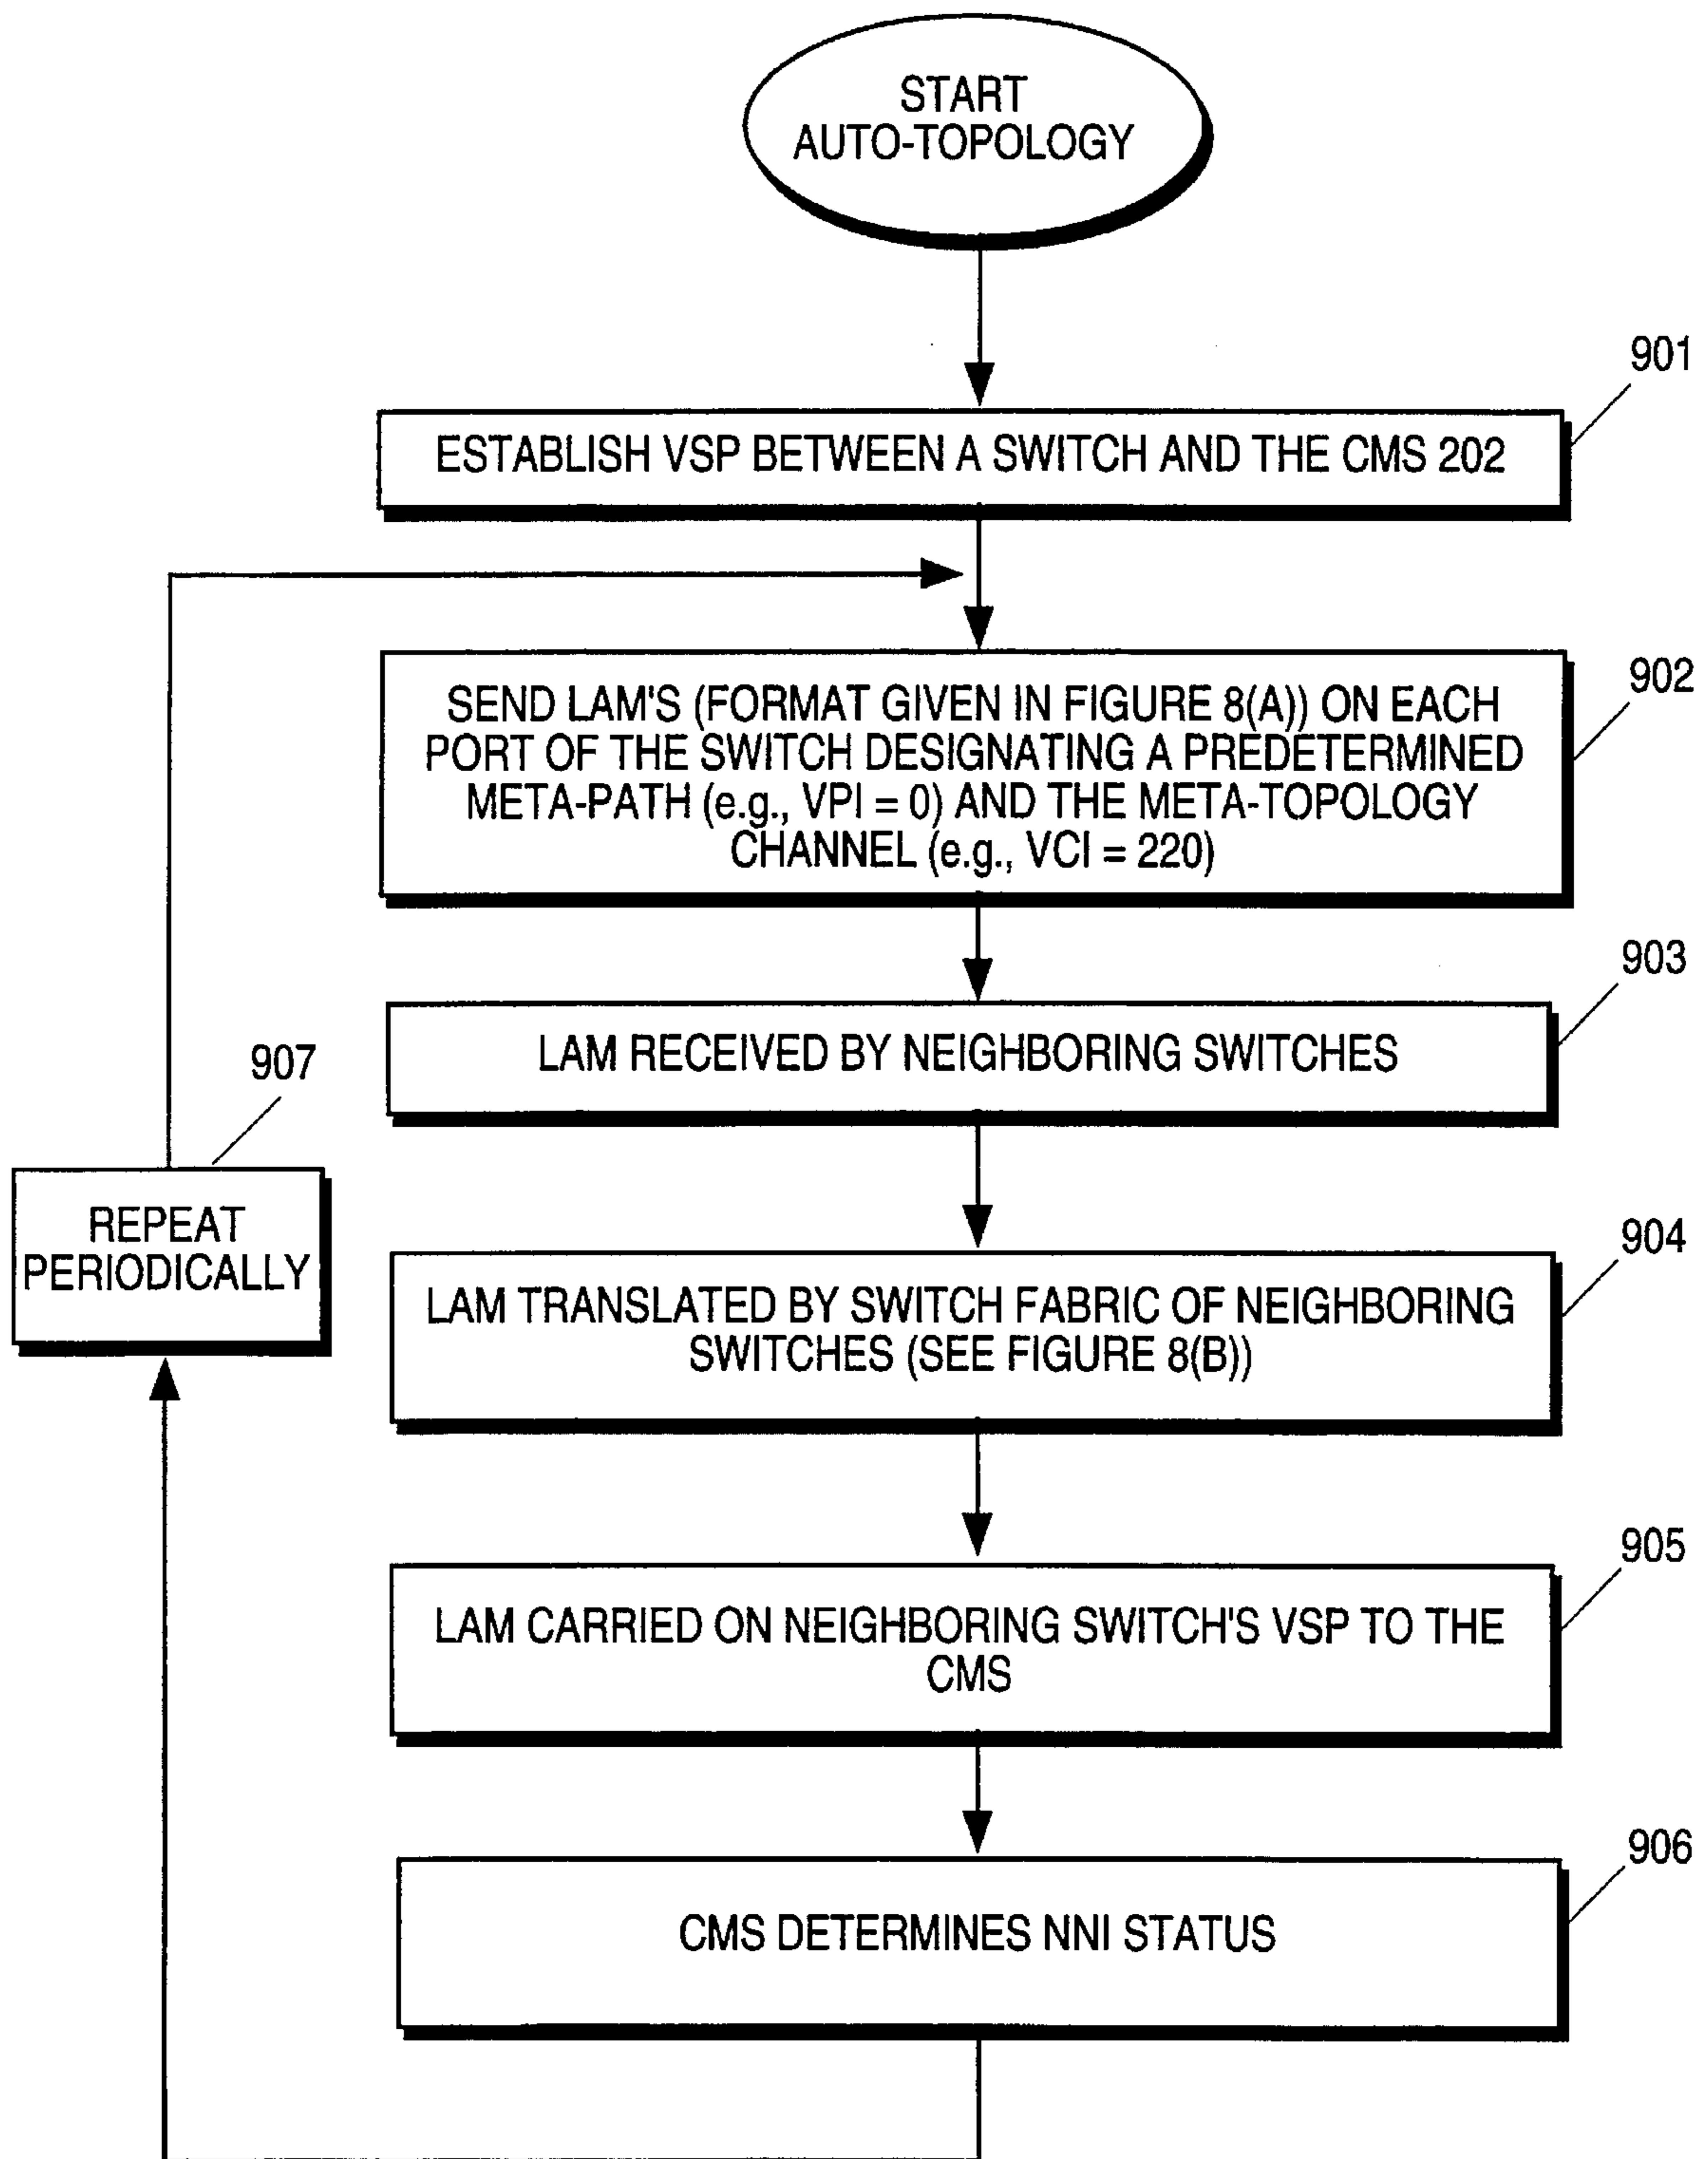 START
AUTO-TOPOLOGY
901
ESTABLISH VSP BETWEEN A SWITCH AND THE CMS 202
902
SEND LAM'S (FORMAT GIVEN IN FIGURE 8(A)) ON EACH
PORT OF THE SWITCH DESIGNATING A PREDETERMINED
META-PATH (e.g., VPI = 0) AND THE META-TOPOLOGY
CHANNEL (e.g., VCI = 220)
903
LAM RECEIVED BY NEIGHBORING SWITCHES
907
REPEAT
PERIODICALLY
904
LAM TRANSLATED BY SWITCH FABRIC OF NEIGHBORING
SWITCHES (SEE FIGURE 8(B))
905
LAM CARRIED ON NEIGHBORING SWITCH'S VSP TO THE
CMS
906
CMS DETERMINES NNI STATUS